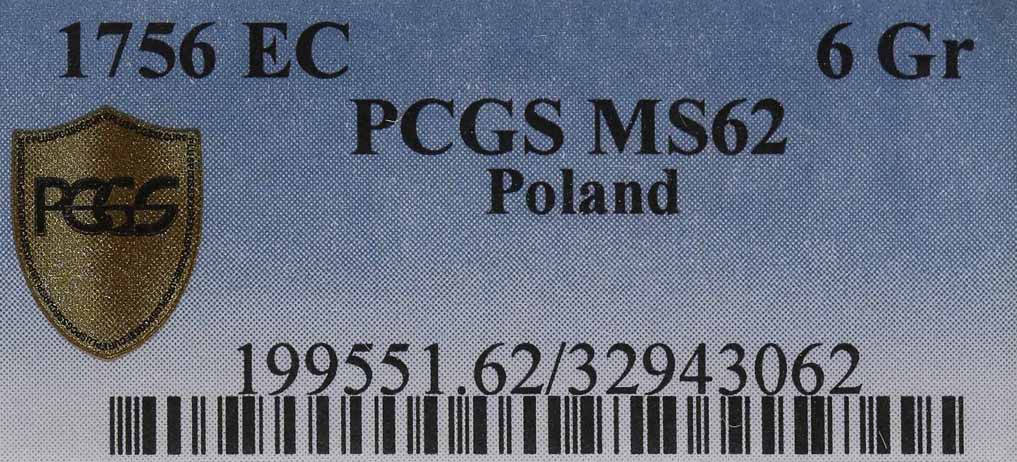 1756 EC 6 Gr
PCGS MS62
Poland
PCGS
199551.62/32943062